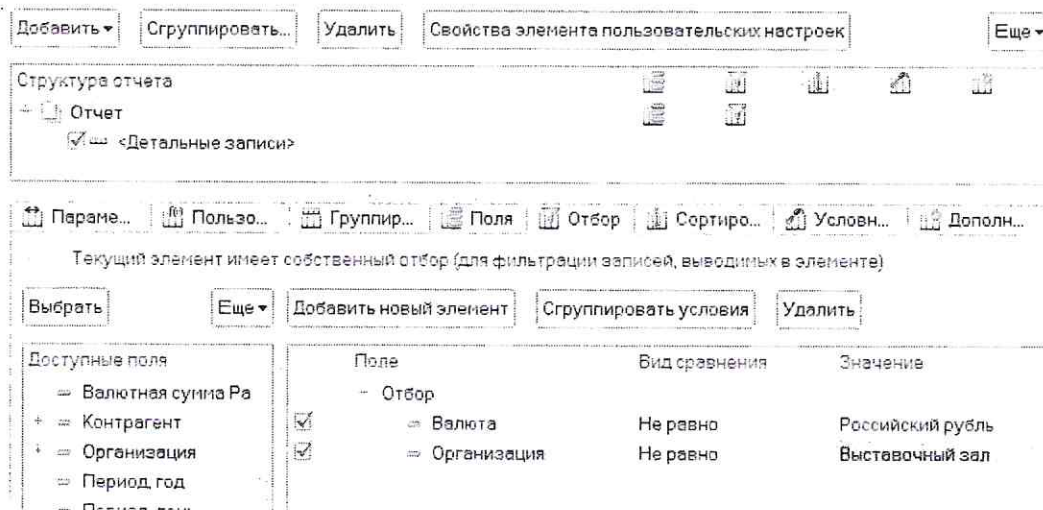 Добавить Сгруппировать... Удалить Свойства элемента пользовательских настроек Еще
Структура отчета
Отчет
<Детальные записи>
Параме... Пользо... Группир... Поля Отбор Сортиро... Условн... Дополн...
Текущий элемент имеет собственный отбор (для фильтрации записей, выводимых в элементе)
Выбрать Еще Добавить новый элемент Сгруппировать условия Удалить
Доступные поля Поле Вид сравнения Значение
Валютная сумма Ра Отбор
Контрагент Валюта Не равно Российский рубль
Организация Организация Не равно Выставочный зал
Период, год